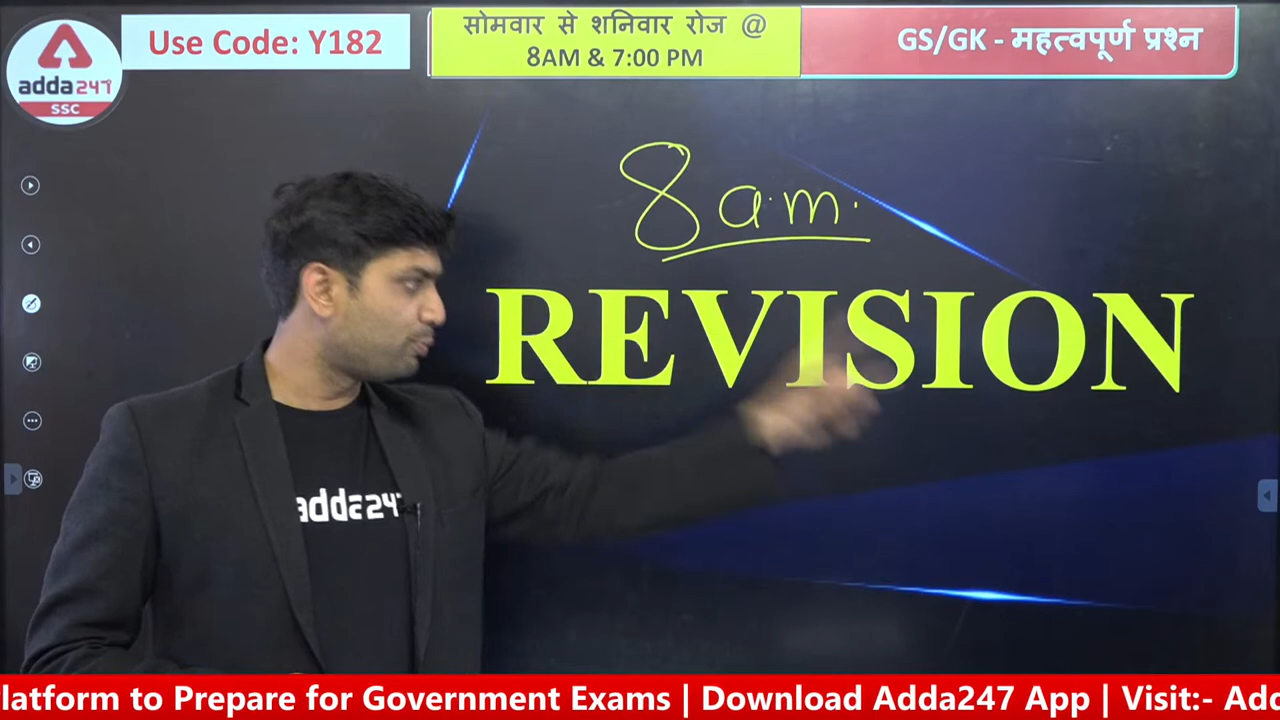 adda247
SSC
Use Code: Y182
सोमवार से शनिवार रोज @
8AM & 7:00 PM
GS/GK - महत्वपूर्ण प्रश्न
8 a.m.
REVISION
adda247
latform to Prepare for Government Exams | Download Adda247 App | Visit:- Add